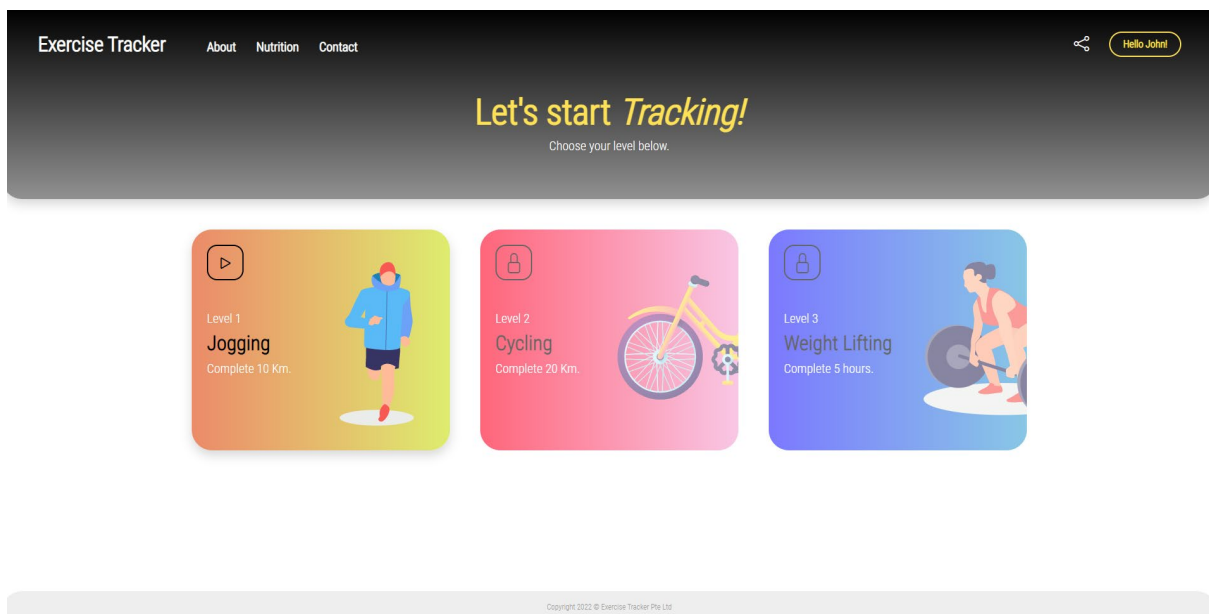 Exercise Tracker About Nutrition Contact Hello John!
Let's start Tracking!
Choose your level below.
Level 1
Jogging
Complete 10 Km.
Level 2
Cycling
Complete 20 Km.
Level 3
Weight Lifting
Complete 5 hours.
Copyright 2022 © Exercise Tracker Pte Ltd